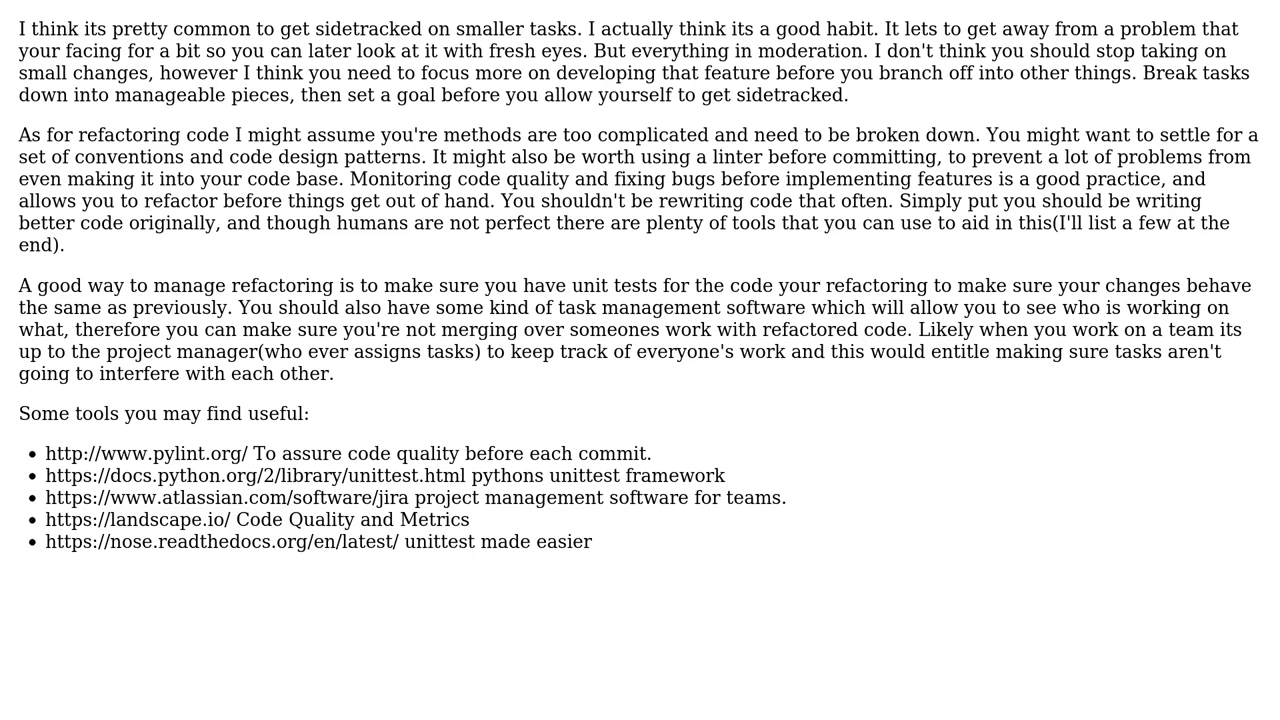 I think its pretty common to get sidetracked on smaller tasks. I actually think its a good habit. It lets to get away from a problem that
your facing for a bit so you can later look at it with fresh eyes. But everything in moderation. I don't think you should stop taking on
small changes, however I think you need to focus more on developing that feature before you branch off into other things. Break tasks
down into manageable pieces, then set a goal before you allow yourself to get sidetracked.
As for refactoring code I might assume you're methods are too complicated and need to be broken down. You might want to settle for a
set of conventions and code design patterns. It might also be worth using a linter before committing, to prevent a lot of problems from
even making it into your code base. Monitoring code quality and fixing bugs before implementing features is a good practice, and
allows you to refactor before things get out of hand. You shouldn't be rewriting code that often. Simply put you should be writing
better code originally, and though humans are not perfect there are plenty of tools that you can use to aid in this(I'll list a few at the
end).
A good way to manage refactoring is to make sure you have unit tests for the code your refactoring to make sure your changes behave
the same as previously. You should also have some kind of task management software which will allow you to see who is working on
what, therefore you can make sure you're not merging over someones work with refactored code. Likely when you work on a team its
up to the project manager(who ever assigns tasks) to keep track of everyone's work and this would entitle making sure tasks aren't
going to interfere with each other.
Some tools you may find useful:
• http://www.pylint.org/ To assure code quality before each commit.
• https://docs.python.org/2/library/unittest.html pythons unittest framework
• https://www.atlassian.com/software/jira project management software for teams.
• https://landscape.io/ Code Quality and Metrics
• https://nose.readthedocs.org/en/latest/ unittest made easier